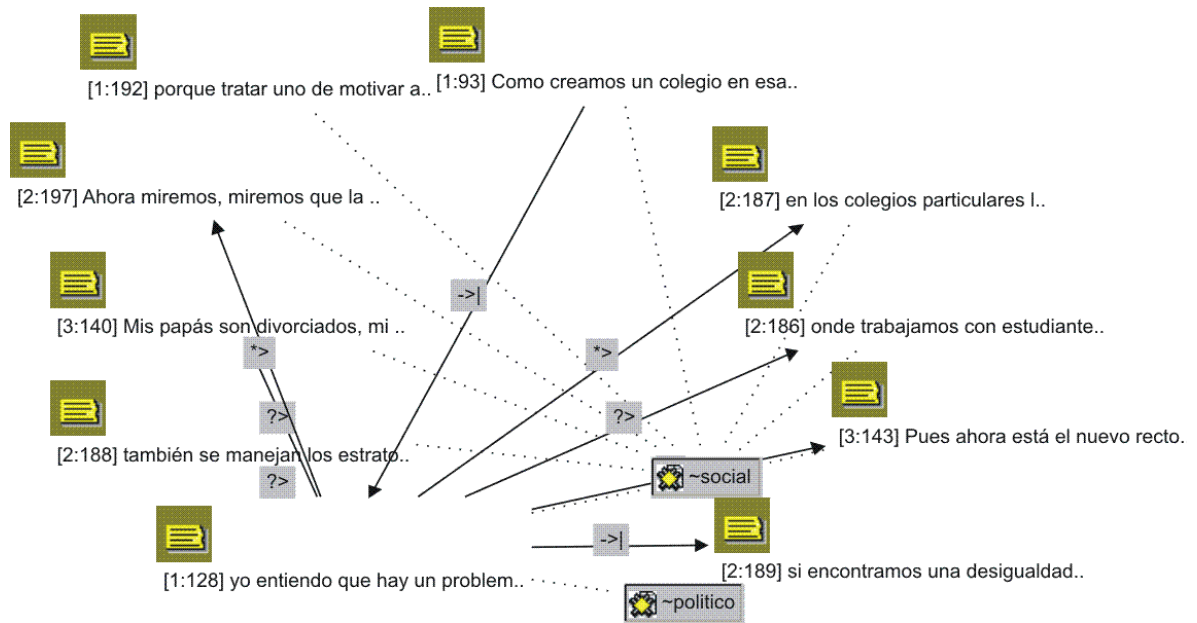 [1:192] porque tratar uno de motivar a..
[1:93] Como creamos un colegio en esa..
[2:197] Ahora miremos, miremos que la ..
[2:187] en los colegios particulares l..
->|
[3:140] Mis papás son divorciados, mi ..
[2:186] onde trabajamos con estudiante..
*>
*>
?>
?>
[3:143] Pues ahora está el nuevo recto.
[2:188] también se manejan los estrato..
?>
~social
->|
[1:128] yo entiendo que hay un problem..
[2:189] si encontramos una desigualdad..
~politico